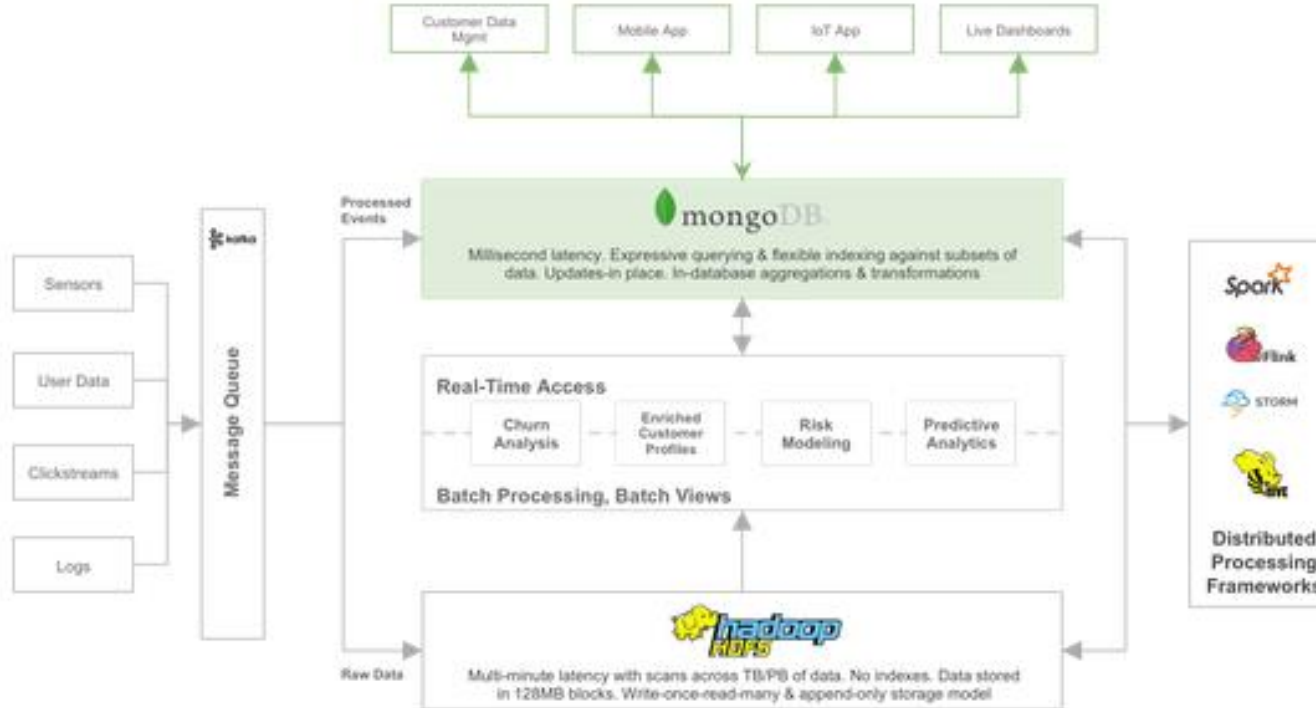 Customer Data
Mgmt
Mobile App
IoT App
Live Dashboards
Processed
Events
mongoDB.
Millisecond latency. Expressive querying & flexible indexing against subsets of
data. Updates-in place. In-database aggregations & transformations
kafka
Message Queue
Sensors
User Data
Clickstreams
Logs
Real-Time Access
Churn
Analysis
Enriched
Customer
Profiles
Risk
Modeling
Predictive
Analytics
Batch Processing, Batch Views
Raw Data
hadoop
HDFS
Multi-minute latency with scans across TB/PB of data. No indexes. Data stored
in 128MB blocks. Write-once-read-many & append-only storage model
Spark
Flink
STORM
HIVE
Distributed
Processing
Frameworks